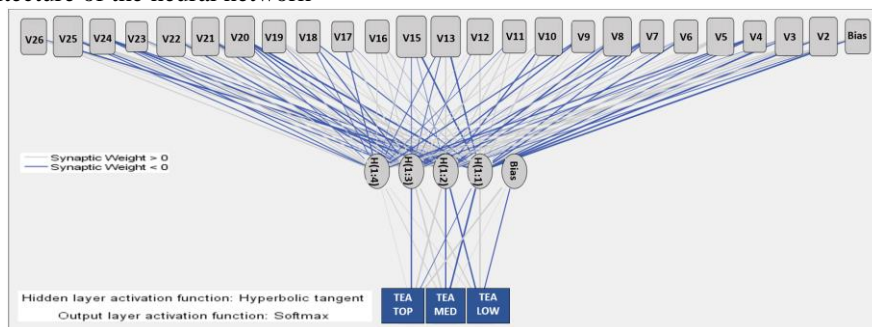 V26 V25 V24 V23 V22 V21 V20 V19 V18 V17 V16 V15 V13 V12 V11 V10 V9 V8 V7 V6 V5 V4 V3 V2 Bias
Synaptic Weight > 0
Synaptic Weight < 0
H(1:4) H(1:3) H(1:2) H(1:1) Bias
TEA TOP
TEA MED
TEA LOW
Hidden layer activation function: Hyperbolic tangent
Output layer activation function: Softmax